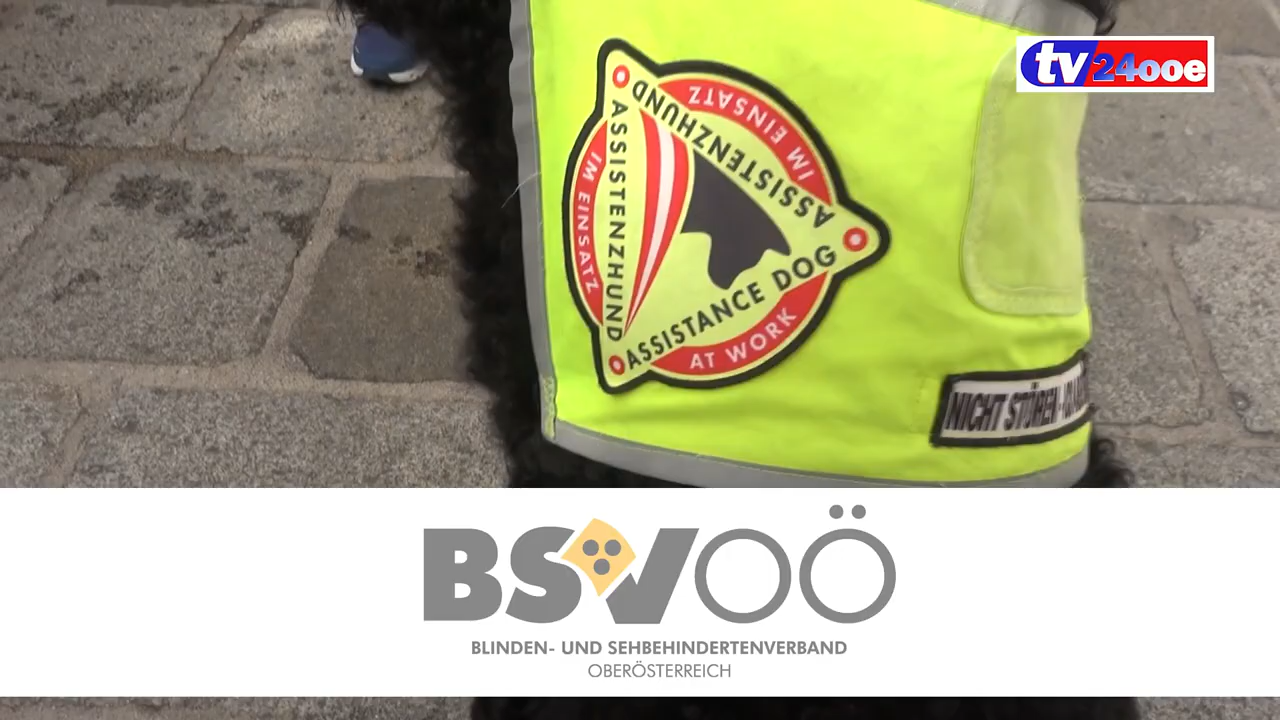 tv24ooe
IM EINSATZ
ASSISTENZHUND
IM EINSATZ
ASSISTENZHUND
ASSISTANCE DOG
AT WORK
NICHT STÖREN -
BSVOÖ
BLINDEN- UND SEHBEHINDERTENVERBAND
OBERÖSTERREICH